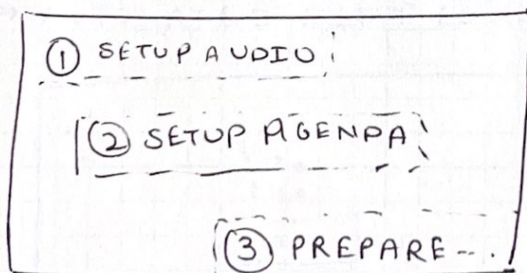 ① SETUP AUDIO
② SETUP AGENDA
③ PREPARE...